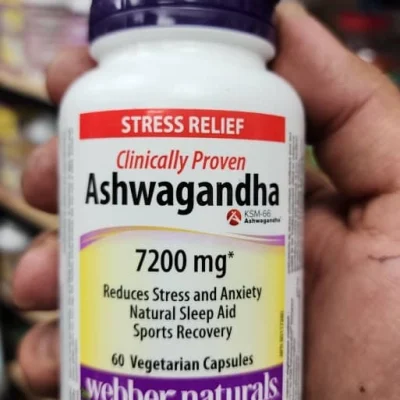 STRESS RELIEF
Clinically Proven
Ashwagandha
KSM-66
Ashwagandha
7200 mg*
Reduces Stress and Anxiety
Natural Sleep Aid
Sports Recovery
60 Vegetarian Capsules
webber naturals